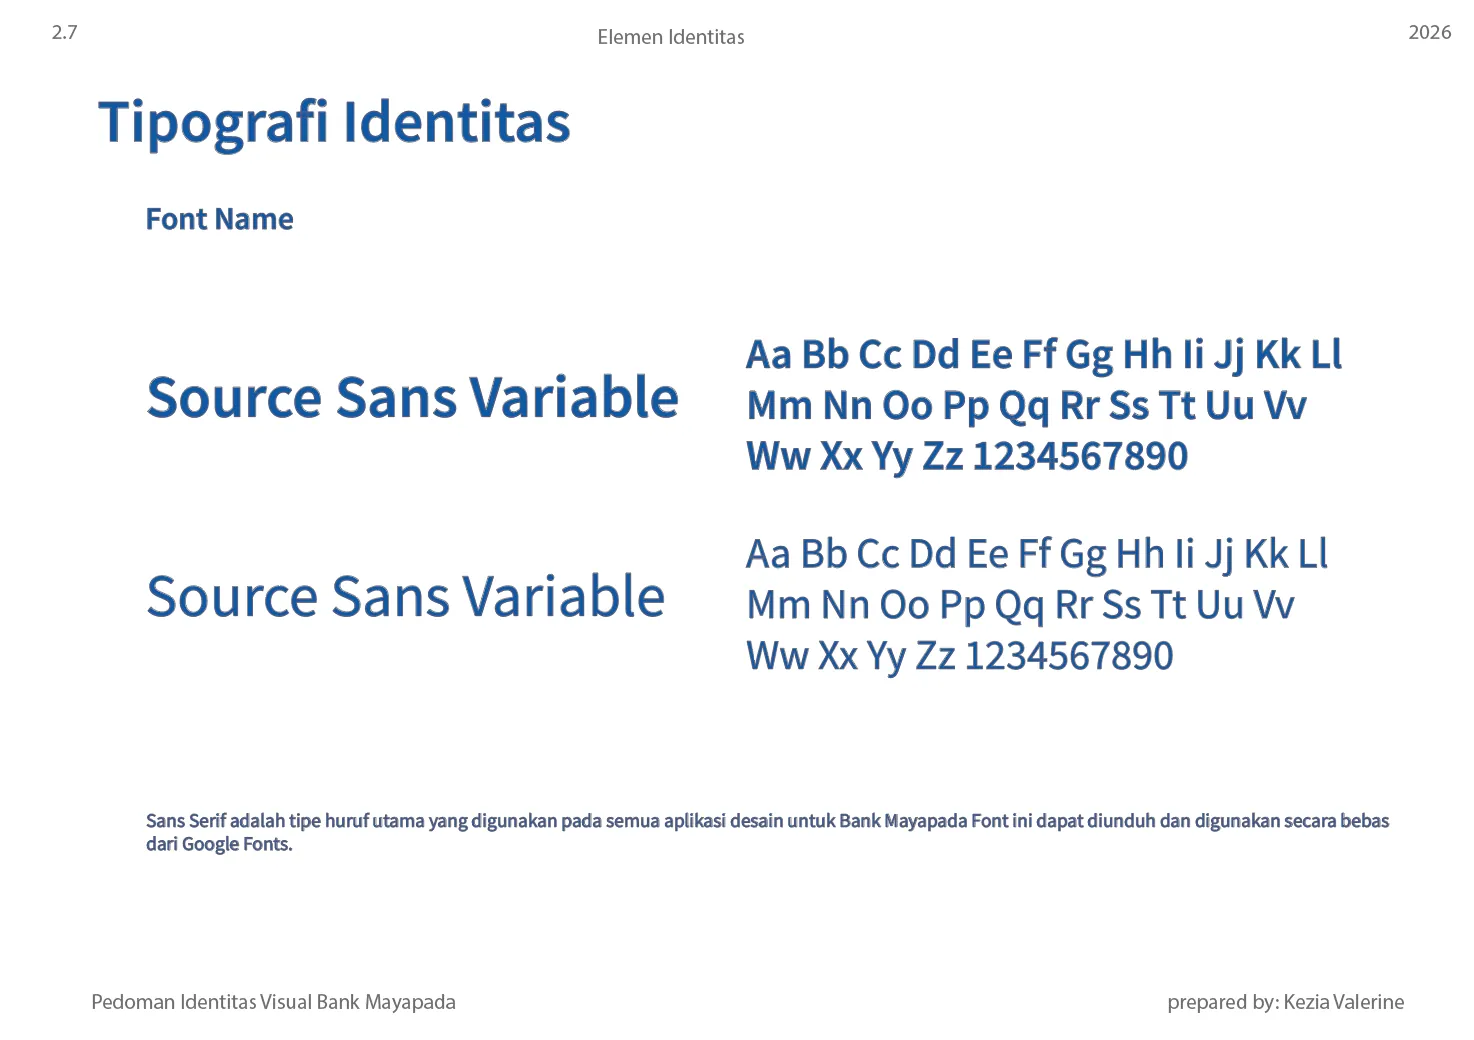 2.7
Elemen Identitas
2026
Tipografi Identitas
Font Name
Source Sans Variable
Aa Bb Cc Dd Ee Ff Gg Hh Ii Jj Kk Ll
Mm Nn Oo Pp Qq Rr Ss Tt Uu Vv
Ww Xx Yy Zz 1234567890
Source Sans Variable
Aa Bb Cc Dd Ee Ff Gg Hh Ii Jj Kk Ll
Mm Nn Oo Pp Qq Rr Ss Tt Uu Vv
Ww Xx Yy Zz 1234567890
Sans Serif adalah tipe huruf utama yang digunakan pada semua aplikasi desain untuk Bank Mayapada Font ini dapat diunduh dan digunakan secara bebas
dari Google Fonts.
Pedoman Identitas Visual Bank Mayapada
prepared by: Kezia Valerine